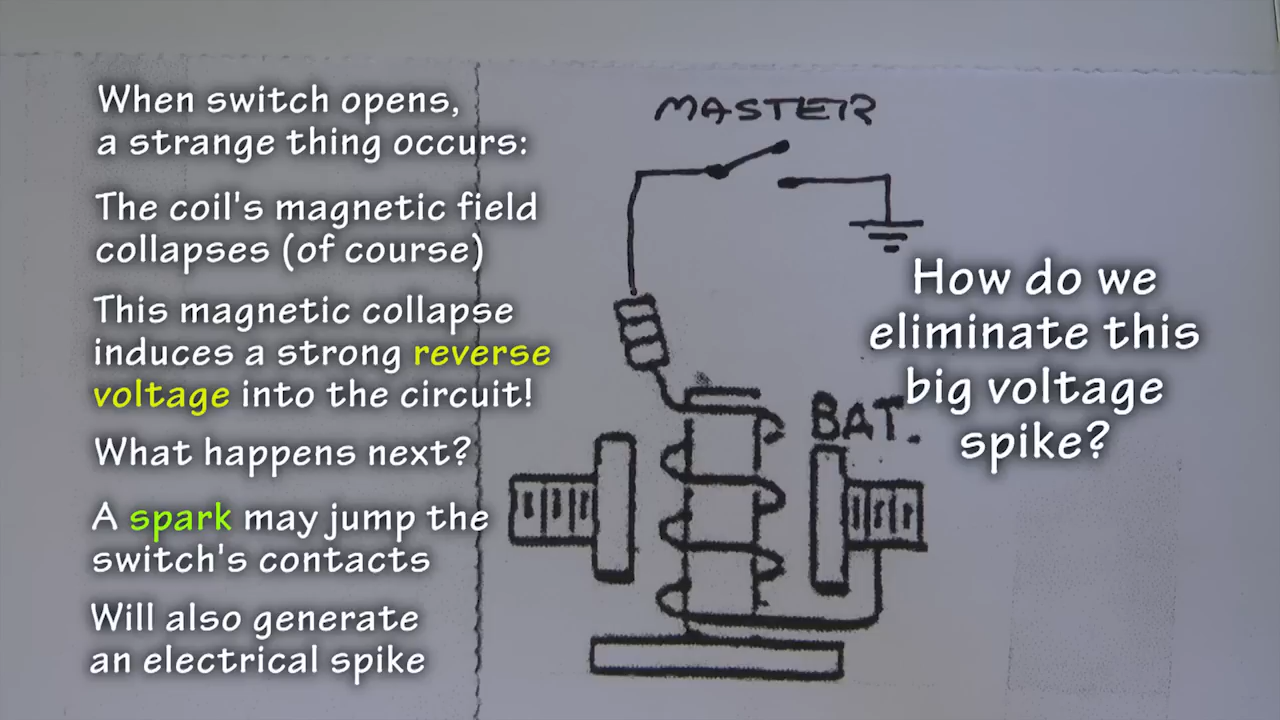 When switch opens,
a strange thing occurs:
The coil's magnetic field
collapses (of course)
This magnetic collapse
induces a strong reverse
voltage into the circuit!
What happens next?
A spark may jump the
switch's contacts
Will also generate
an electrical spike
MASTER
BAT.
How do we
eliminate this
big voltage
spike?